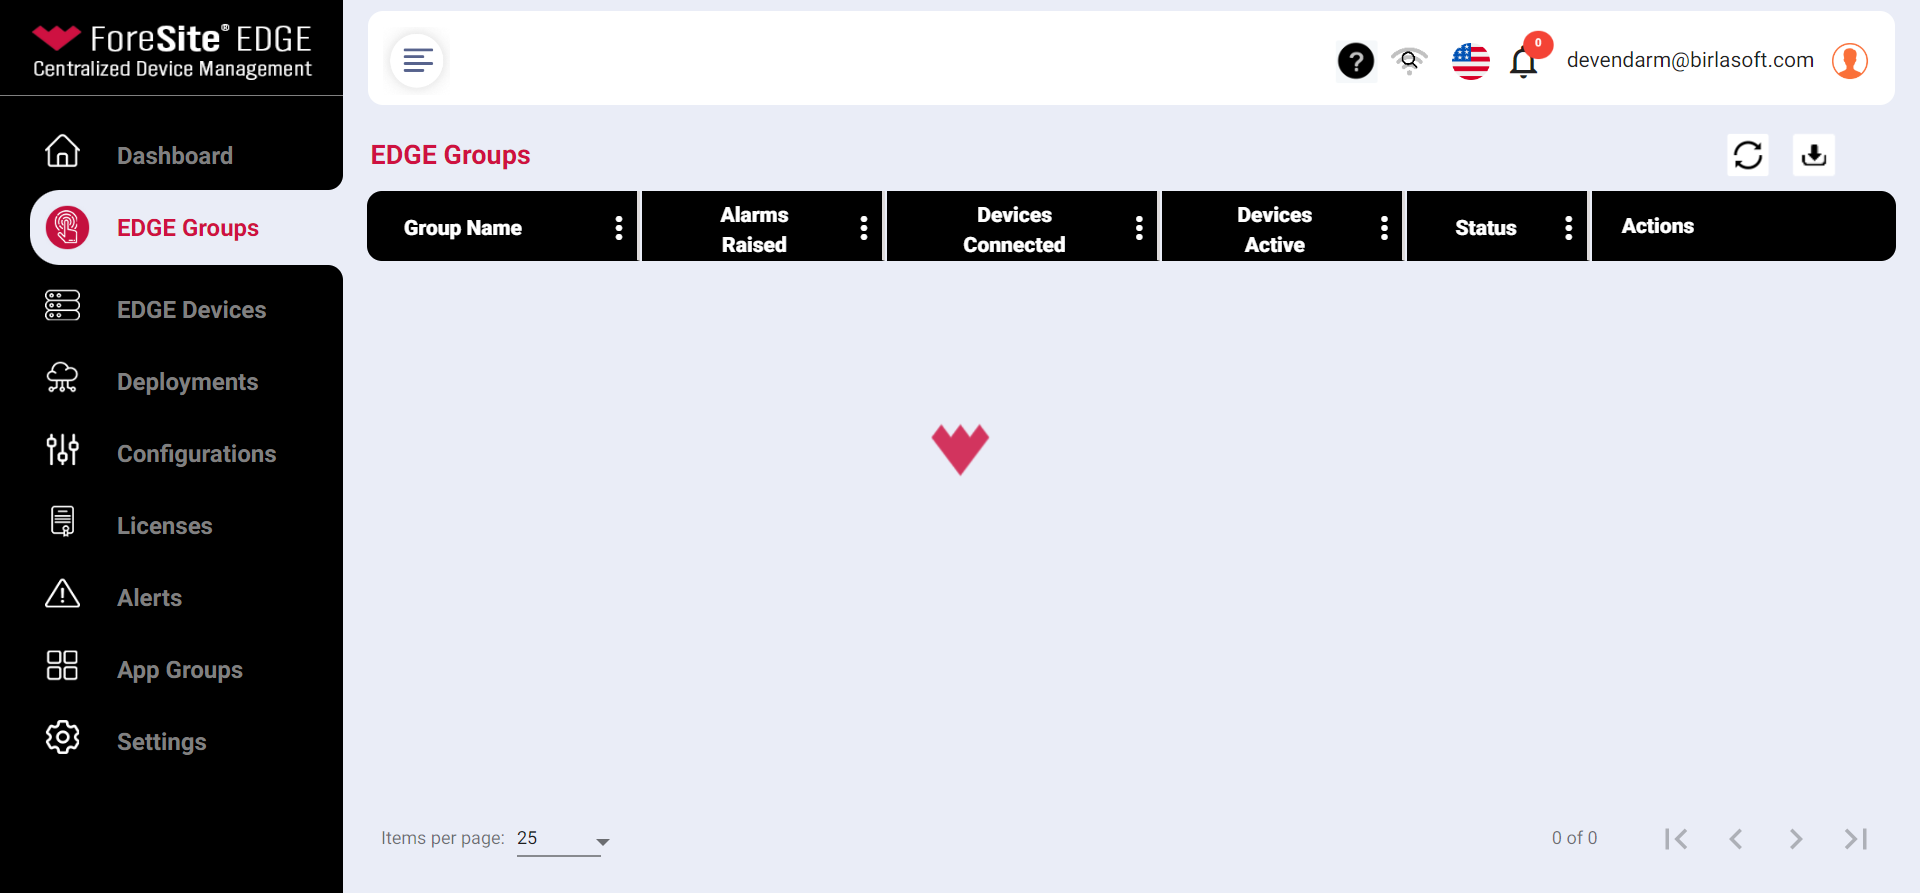 ForeSite® EDGE
Centralized Device Management
?
0
devendarm@birlasoft.com
Dashboard
EDGE Groups
EDGE Devices
Deployments
Configurations
Licenses
Alerts
App Groups
Settings
EDGE Groups
Group Name
Alarms
Raised
Devices
Connected
Devices
Active
Status
Actions
Items per page: 25
0 of 0